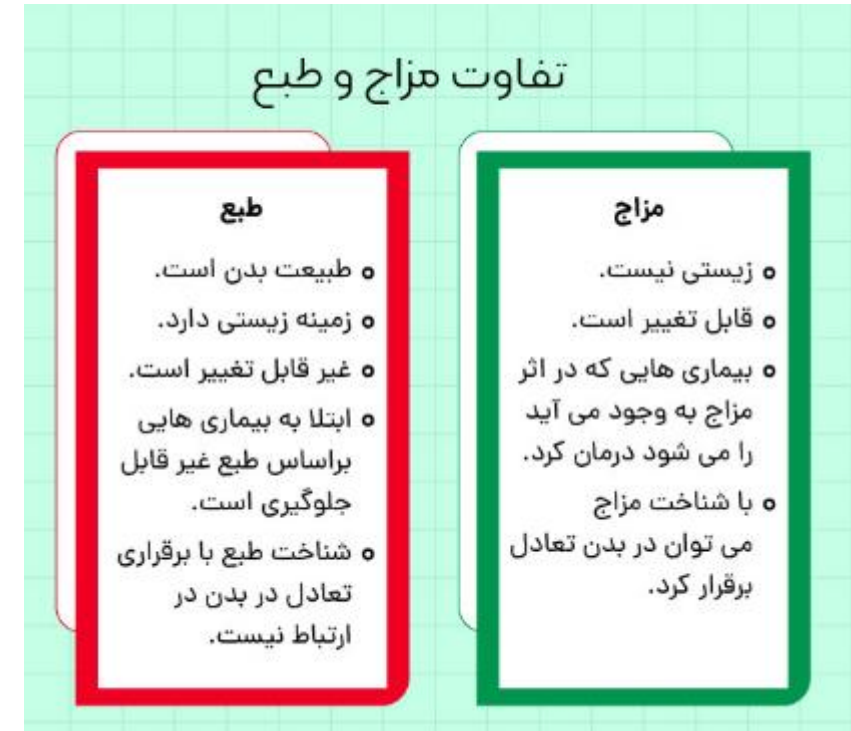 تفاوت مزاج و طبع
مزاج
زیستی نیست.
قابل تغییر است.
بیماری هایی که در اثر
مزاج به وجود می آید
را می شود درمان کرد.
با شناخت مزاج
می توان در بدن تعادل
برقرار کرد.
طبع
طبیعت بدن است.
زمینه زیستی دارد.
غیر قابل تغییر است.
ابتلا به بیماری هایی
براساس طبع غیر قابل
جلوگیری است.
شناخت طبع با برقراری
تعادل در بدن در
ارتباط نیست.